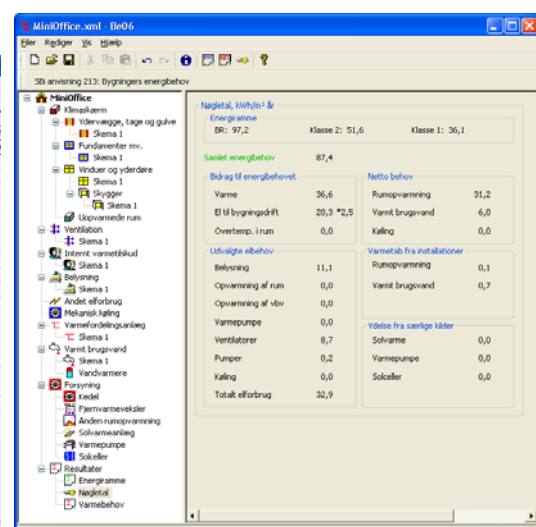 MiniOffice.xml - Be06
Filer Rediger Vis Hjælp
SBi anvisning 213: Bygningers energibehov
MiniOffice
Klimaskærm
Ydervægge, tage og gulve
Skema 1
Fundamenter mv.
Skema 1
Vinduer og yderdøre
Skema 1
Skygger
Skema 1
Uopvarmede rum
Ventilation
Skema 1
Internt varmetilskud
Skema 1
Belysning
Skema 1
Andet elforbrug
Mekanisk køling
Varmefordelingsanlæg
Skema 1
Varmt brugsvand
Skema 1
Vandvarmere
Forsyning
Kedel
Fjernvarmeveksler
Anden rumopvarmning
Solvarmeanlæg
Varmepumpe
Solceller
Resultater
Energiramme
Nøgletal
Varmebehov
Nøgletal, kWh/m² år
Energiramme
BR: 97,2 Klasse 2: 51,6 Klasse 1: 36,1
Samlet energibehov 87,4
Bidrag til energibehovet
Varme 36,6
El til bygningsdrift 20,3 *2,5
Overtemp. i rum 0,0
Netto behov
Rumopvarmning 31,2
Varmt brugsvand 6,0
Køling 0,0
Udvalgte elbehov
Belysning 11,1
Opvarmning af rum 0,0
Opvarmning af vbv 0,0
Varmepumpe 0,0
Ventilatorer 8,7
Pumper 0,2
Køling 0,0
Totalt elforbrug 32,9
Varmetab fra installationer
Rumopvarmning 0,1
Varmt brugsvand 0,7
Ydelse fra særlige kilder
Solvarme 0,0
Varmepumpe 0,0
Solceller 0,0